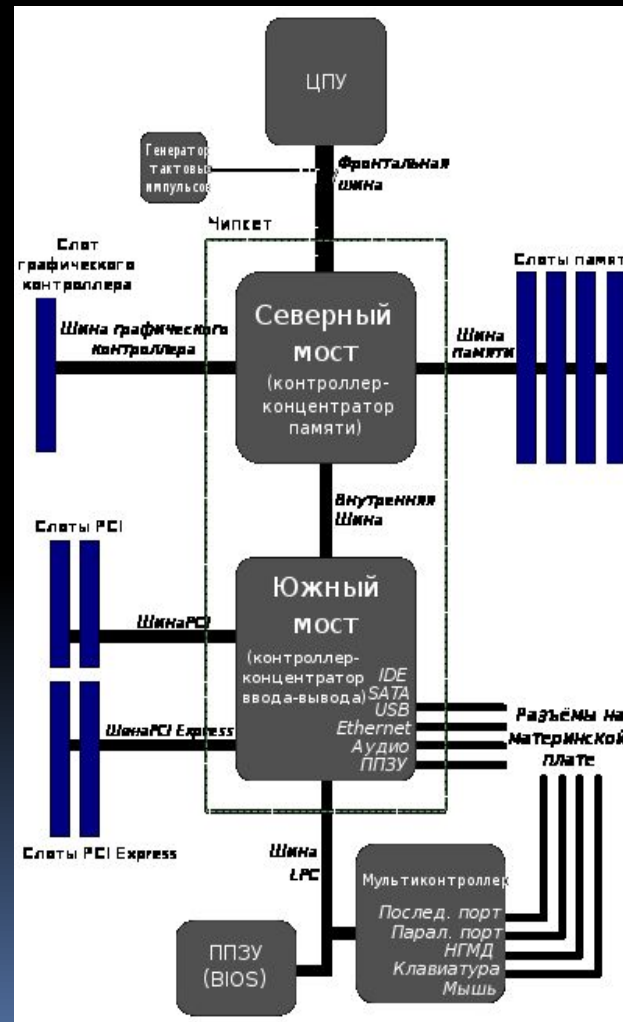 ЦПУ
Генератор
тактовых
импульсов
Фронтальная
шина
Чипсет
Слот
графического
контроллера
Шина графического
контроллера
Северный
мост
(контроллер-
концентратор
памяти)
Шина
памяти
Слоты памят
Внутренняя
Шина
Слоты PCI
ШинаPCI
Южный
мост
(контроллер-
концентратор
ввода-вывода)
IDE
SATA
USB
Ethernet
Аудио
ППЗУ
Разъёмы на
материнской
плате
ШинаPCI Express
Слоты PCI Express
Шина
LPC
ППЗУ
(BIOS)
Мультиконтроллер
Послед. порт
Парал. порт
НГМД
Клавиатура
Мышь